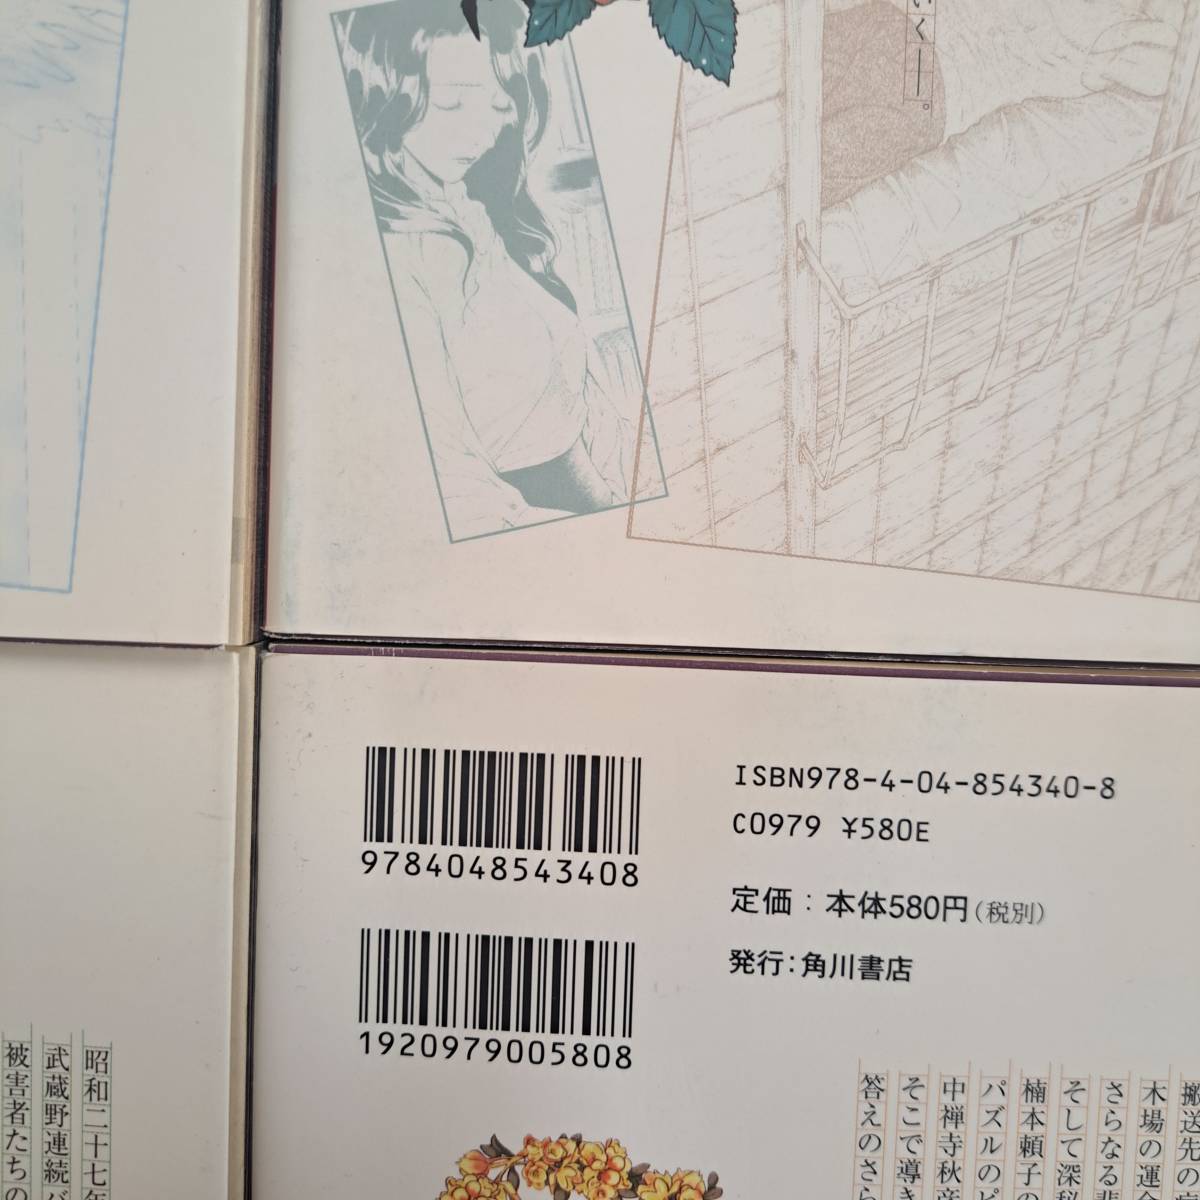 いく――。
9784048543408
1920979005808
ISBN978-4-04-854340-8
C0979 ¥580E
定価：本体580円（税別）
発行：角川書店
昭和二十七年
武蔵野連続バ
被害者たちの
搬送先の
木場の運命
さらなる悲
そして深秘
楠本頼子の
パズルのピ
中禅寺秋彦
そこで導き
答えのさら